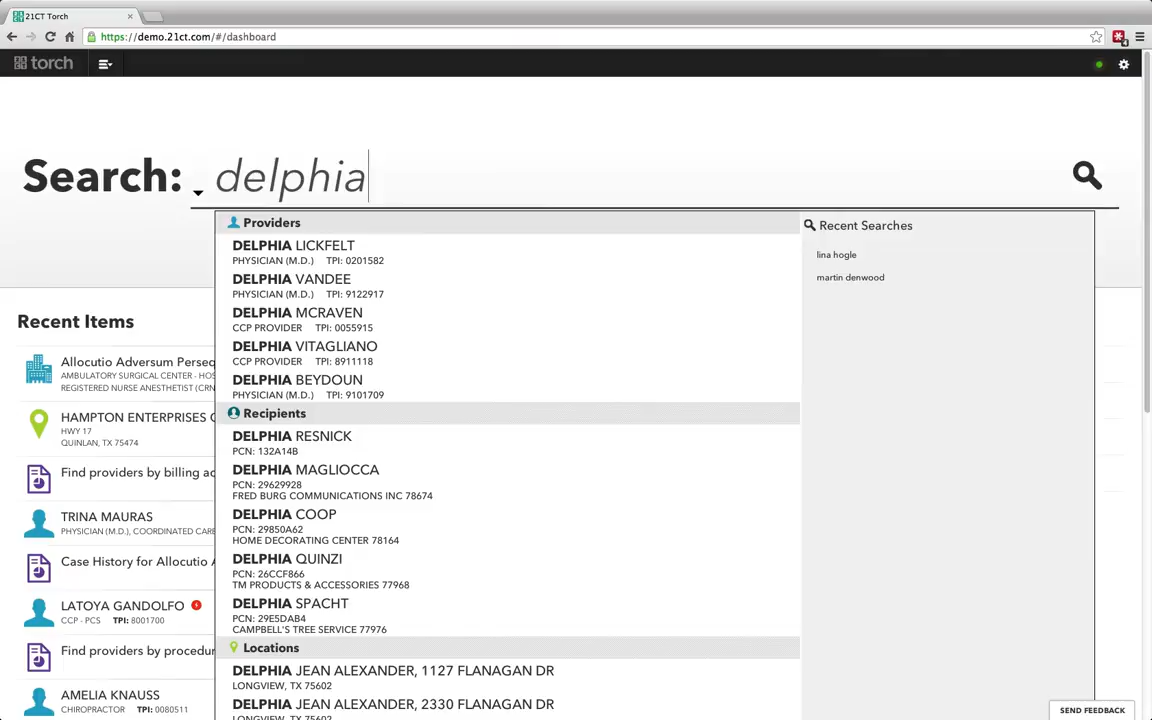 21CT Torch
https://demo.21ct.com/#/dashboard
4
torch
Search: delphia
Providers
DELPHIA LICKFELT
PHYSICIAN (M.D.) TPI: 0201582
DELPHIA VANDEE
PHYSICIAN (M.D.) TPI: 9122917
DELPHIA MCRAVEN
CCP PROVIDER TPI: 0055915
DELPHIA VITAGLIANO
CCP PROVIDER TPI: 8911118
DELPHIA BEYDOUN
PHYSICIAN (M.D.) TPI: 9101709
Recipients
DELPHIA RESNICK
PCN: 132A14B
DELPHIA MAGLIOCCA
PCN: 29629928
FRED BURG COMMUNICATIONS INC 78674
DELPHIA COOP
PCN: 29850A62
HOME DECORATING CENTER 78164
DELPHIA QUINZI
PCN: 26CCF866
TM PRODUCTS & ACCESSORIES 77968
DELPHIA SPACHT
PCN: 29E5DAB4
CAMPBELL'S TREE SERVICE 77976
Locations
DELPHIA JEAN ALEXANDER, 1127 FLANAGAN DR
LONGVIEW, TX 75602
DELPHIA JEAN ALEXANDER, 2330 FLANAGAN DR
LONGVIEW, TX 75602
Recent Searches
lina hogle
martin denwood
Recent Items
Allocutio Adversum Perseq
AMBULATORY SURGICAL CENTER - HOS
REGISTERED NURSE ANESTHETIST (CRN
HAMPTON ENTERPRISES
HWY 17
QUINLAN, TX 75474
Find providers by billing ac
TRINA MAURAS
PHYSICIAN (M.D.), COORDINATED CARE
Case History for Allocutio
LATOYA GANDOLFO
CCP - PCS TPI: 8001700
Find providers by procedur
AMELIA KNAUSS
CHIROPRACTOR TPI: 0080511
SEND FEEDBACK